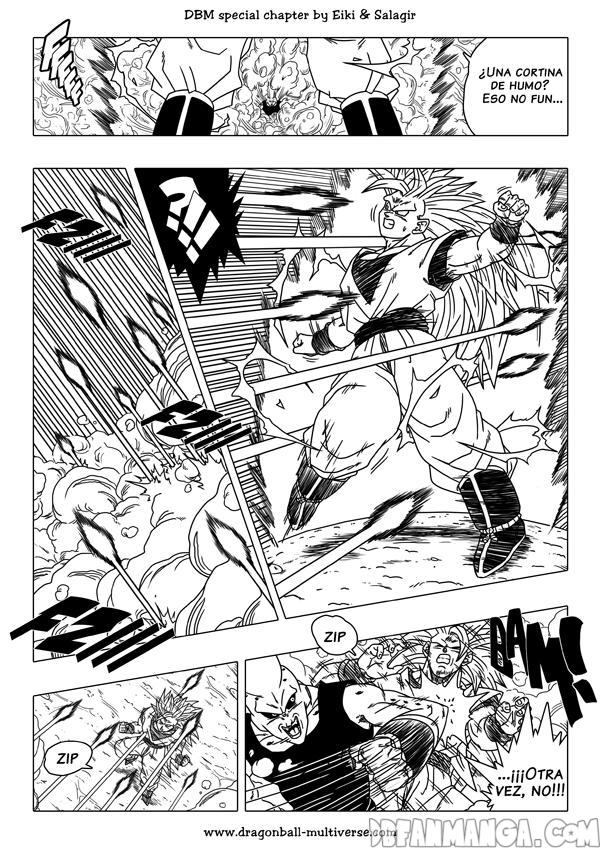 DBM special chapter by Eiki & Salagir
¿UNA CORTINA
DE HUMO?
ESO NO FUN...
?!!
ZIP
BAM!
ZIP
...¡¡¡OTRA
VEZ, NO!!!
www.dragonball-multiverse.com
DBFANMANGA.COM